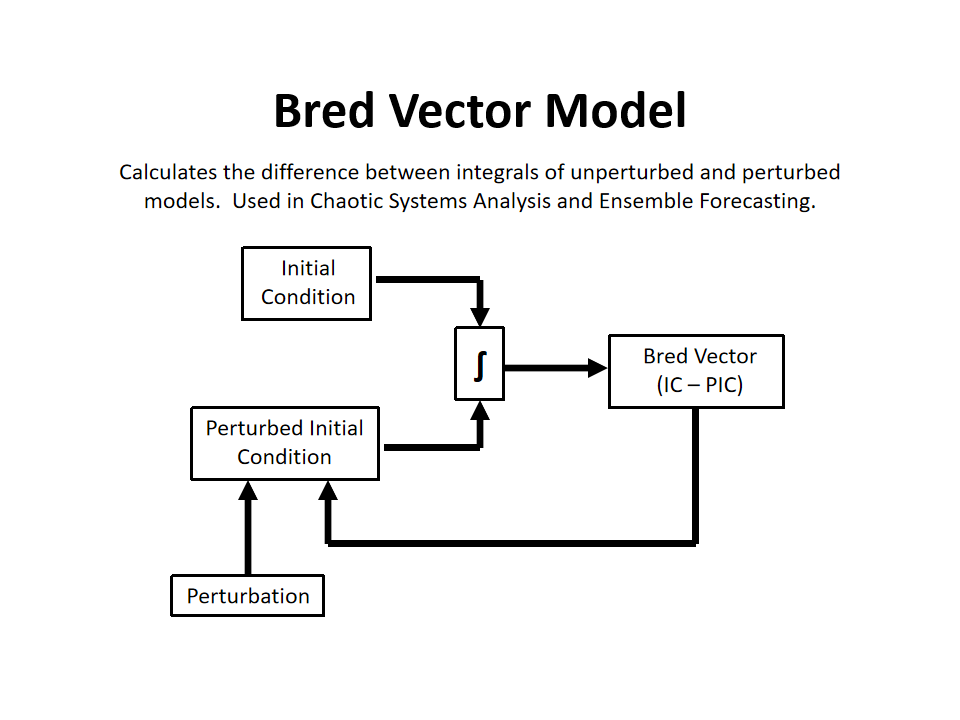 Bred Vector Model
Calculates the difference between integrals of unperturbed and perturbed
models.  Used in Chaotic Systems Analysis and Ensemble Forecasting.
Initial
Condition
∫
Bred Vector
(IC – PIC)
Perturbed Initial
Condition
Perturbation